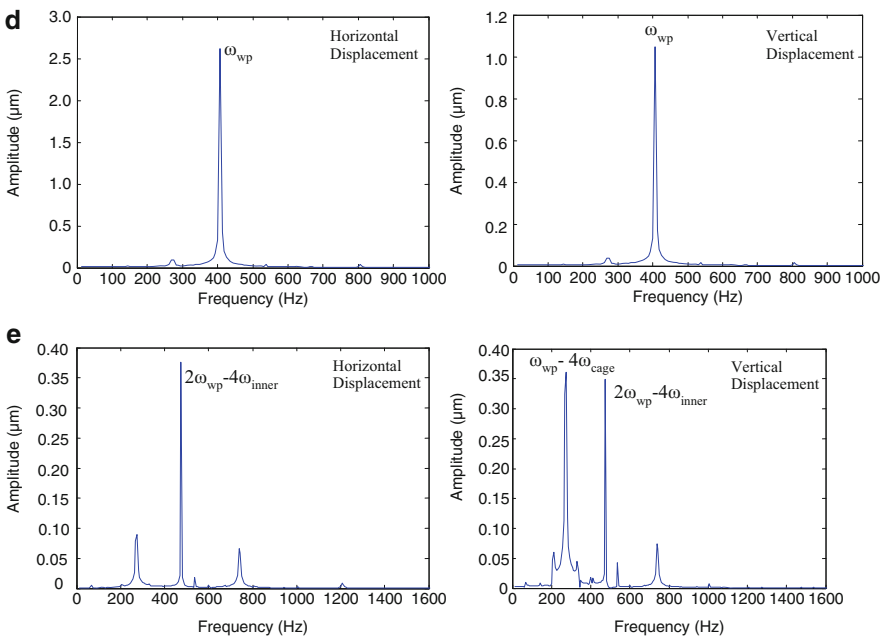 d
3.0
2.5
2.0
1.5
1.0
0.5
0
ωwp
Horizontal
Displacement
Amplitude (µm)
0 100 200 300 400 500 600 700 800 900 1000
Frequency (Hz)
1.2
1.0
0.8
0.6
0.4
0.2
0
ωwp
Vertical
Displacement
Amplitude (µm)
0 100 200 300 400 500 600 700 800 900 1000
Frequency (Hz)
e
0.40
0.35
0.30
0.25
0.20
0.15
0.10
0.05
0
2ωwp-4ωinner
Horizontal
Displacement
Amplitude (µm)
0 200 400 600 800 1000 1200 1400 1600
Frequency (Hz)
0.40
0.35
0.30
0.25
0.20
0.15
0.10
0.05
0
ωwp- 4ωcage
2ωwp-4ωinner
Vertical
Displacement
Amplitude (µm)
0 200 400 600 800 1000 1200 1400 1600
Frequency (Hz)